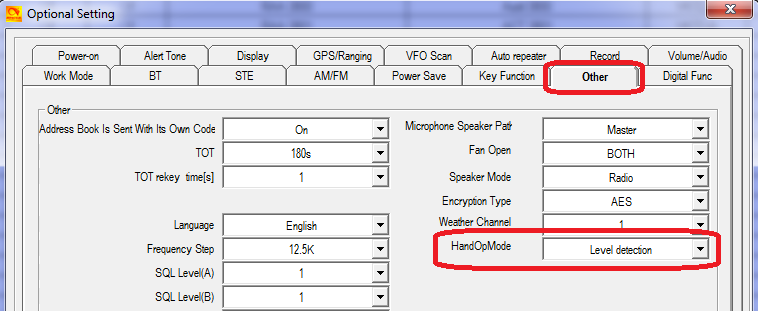 Optional Setting
Power-on Alert Tone Display GPS/Ranging VFO Scan Auto repeater Record Volume/Audio
Work Mode BT STE AM/FM Power Save Key Function Other Digital Func
Other
Address Book Is Sent With Its Own Code On
TOT 180s
TOT rekey time[s] 1
Language English
Frequency Step 12.5K
SQL Level(A) 1
SQL Level(B) 1
Microphone Speaker Path Master
Fan Open BOTH
Speaker Mode Radio
Encryption Type AES
Weather Channel 1
HandOpMode Level detection